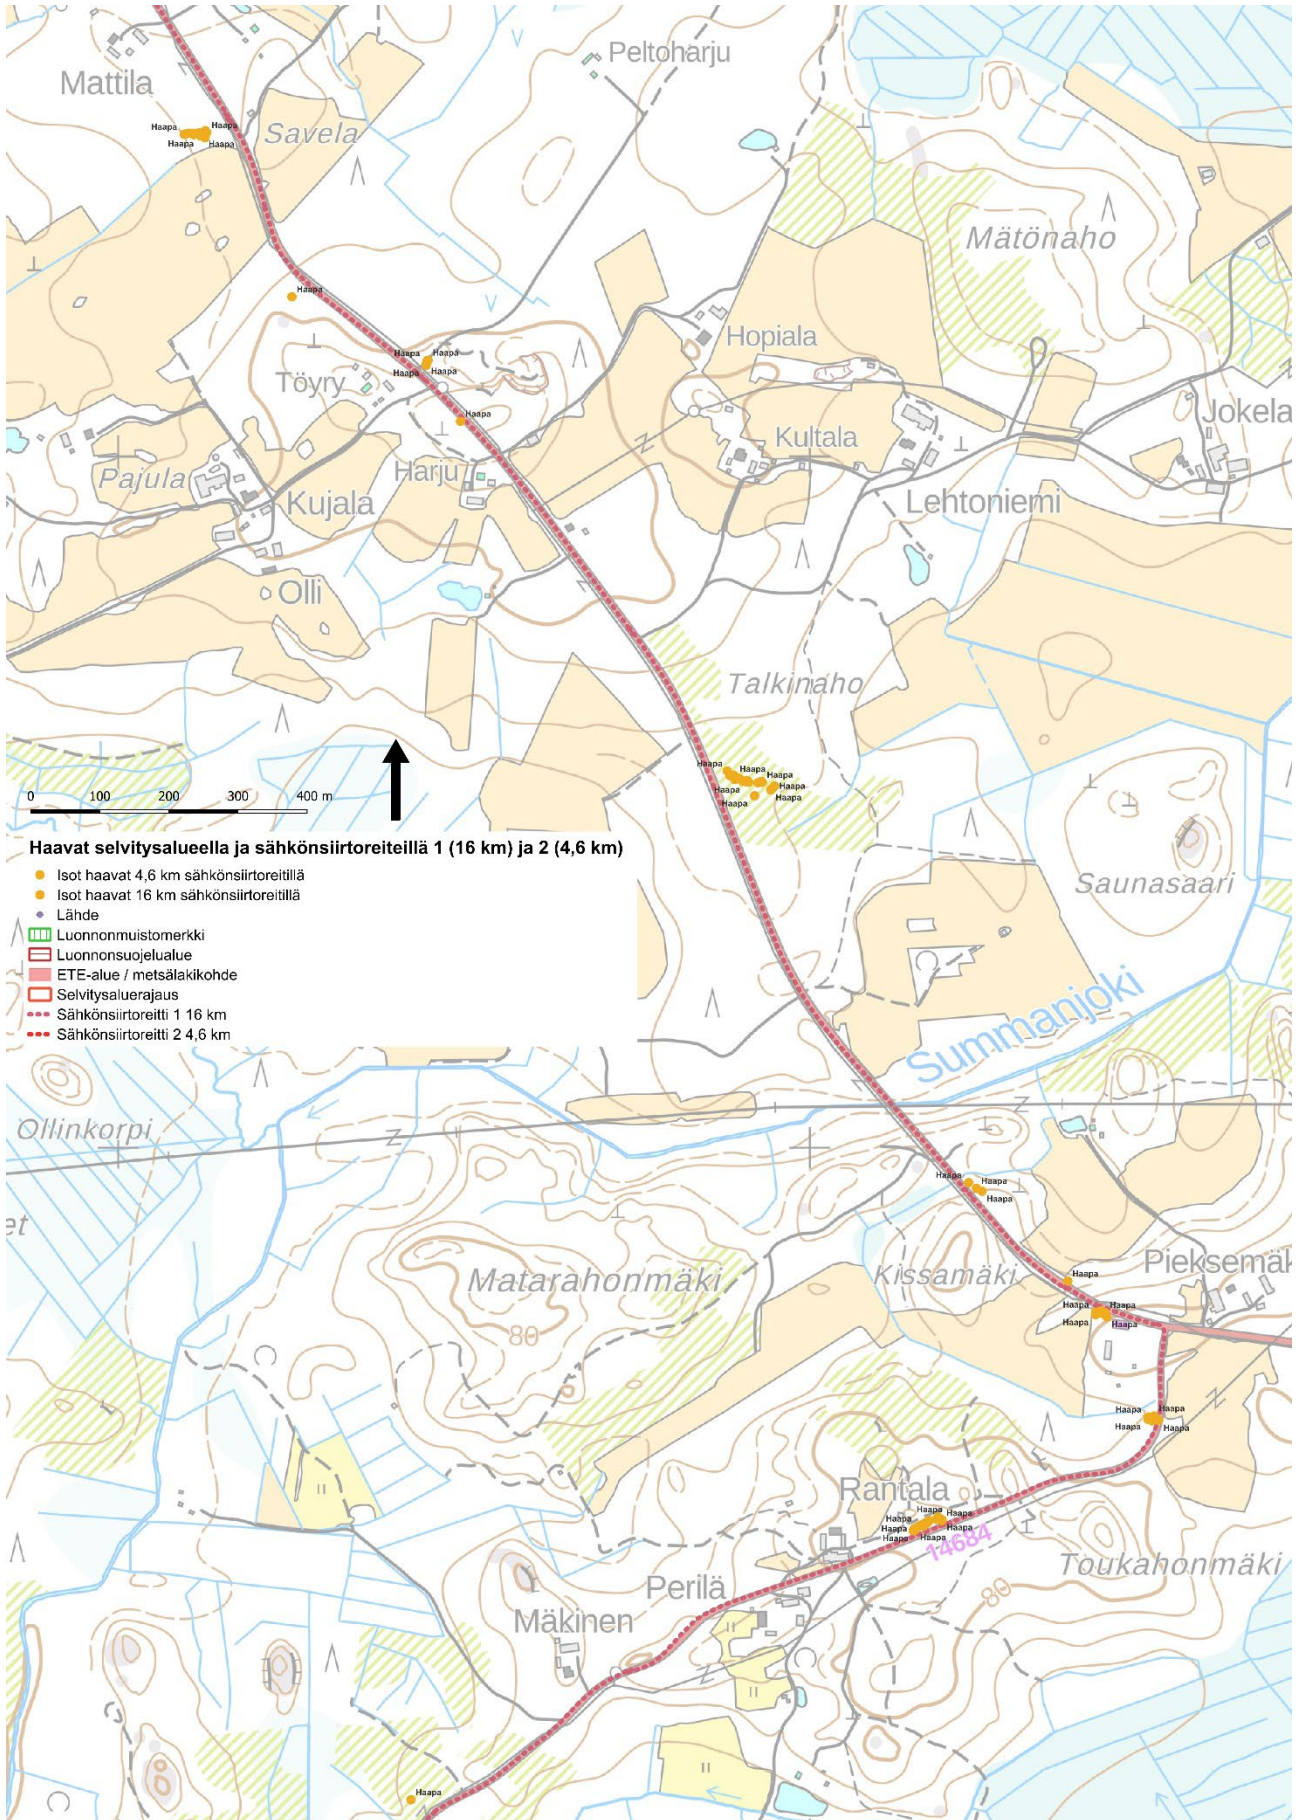 Peltoharju
Mattila
Haapa
Haapa
Savela
Haapa
Haapa
Mätönaho
Haapa
Hopiala
Haapa
Haapa
Haapa
Haapa
Töyry
Jokela
Haapa
Kultala
Pajula
Harju
Kujala
Lehtoniemi
Olli
Talkinaho
Haapa
Haapa
Haapa
Haapa
Haapa
Haapa
Haapa
0 100 200 300 400 m
Haavat selvitysalueella ja sähkönsiirtoreiteillä 1 (16 km) ja 2 (4,6 km)
Isot haavat 4,6 km sähkönsiirtoreitillä
Isot haavat 16 km sähkönsiirtoreitillä
Lähde
Luonnonmuistomerkki
Luonnonsuojelualue
ETE-alue / metsälakikohde
Selvitysaluerajaus
Sähkönsiirtoreitti 1 16 km
Sähkönsiirtoreitti 2 4,6 km
Saunasaari
Summanjoki
Ollinkorpi
et
Haapa
Haapa
Haapa
Matarahonmäki
Kissamäki
Pieksemäk
Haapa
Haapa
Haapa
Haapa
Haapa
80
Haapa
Haapa
Haapa
Haapa
Rantala
Haapa
Haapa
Haapa
Haapa
Haapa
Haapa
Haapa
14684
Toukahonmäki
80
Perilä
Mäkinen
80
Haapa